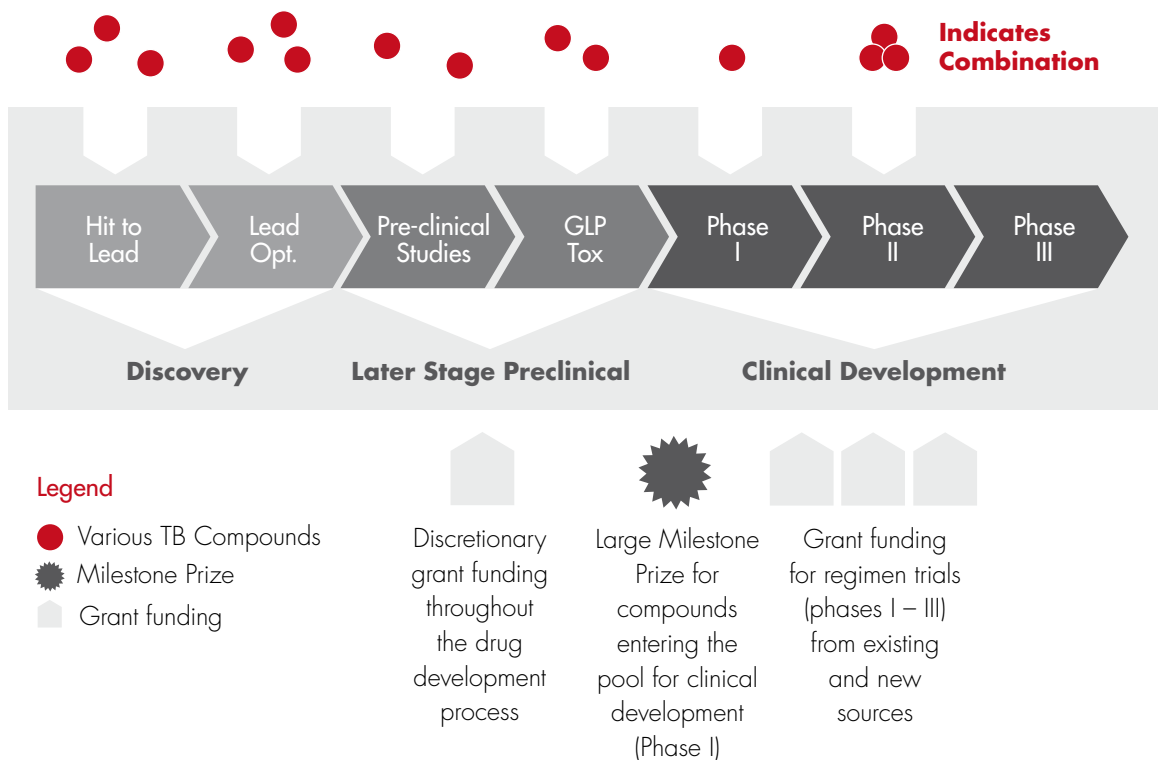 Indicates
Combination
Hit to
Lead
Lead
Opt.
Pre-clinical
Studies
GLP
Tox
Phase
I
Phase
II
Phase
III
Discovery
Later Stage Preclinical
Clinical Development
Legend
Various TB Compounds
Milestone Prize
Grant funding
Discretionary
grant funding
throughout
the drug
development
process
Large Milestone
Prize for
compounds
entering the
pool for clinical
development
(Phase I)
Grant funding
for regimen trials
(phases I – III)
from existing
and new
sources